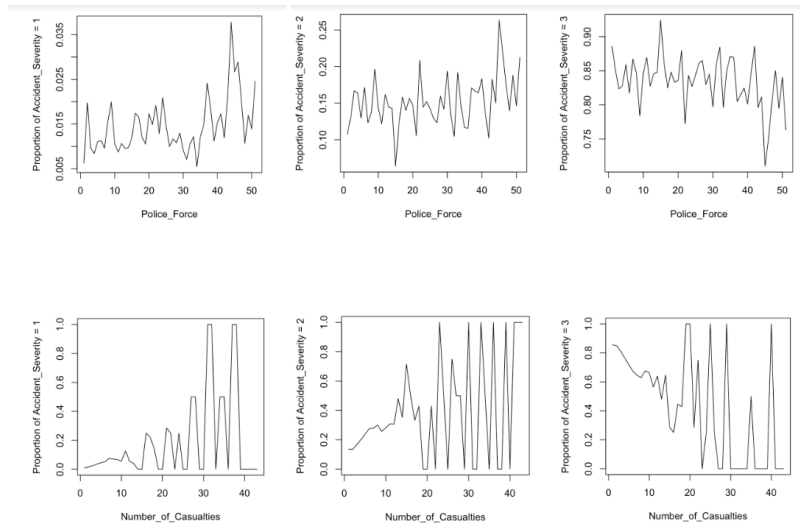 Proportion of Accident_Severity = 1
0.035
0.025
0.015
0.005
0 10 20 30 40 50
Police_Force
Proportion of Accident_Severity = 2
0.25
0.20
0.15
0.10
0 10 20 30 40 50
Police_Force
Proportion of Accident_Severity = 3
0.90
0.85
0.80
0.75
0 10 20 30 40 50
Police_Force
Proportion of Accident_Severity = 1
1.0
0.8
0.6
0.4
0.2
0.0
0 10 20 30 40
Number_of_Casualties
Proportion of Accident_Severity = 2
1.0
0.8
0.6
0.4
0.2
0.0
0 10 20 30 40
Number_of_Casualties
Proportion of Accident_Severity = 3
1.0
0.8
0.6
0.4
0.2
0.0
0 10 20 30 40
Number_of_Casualties